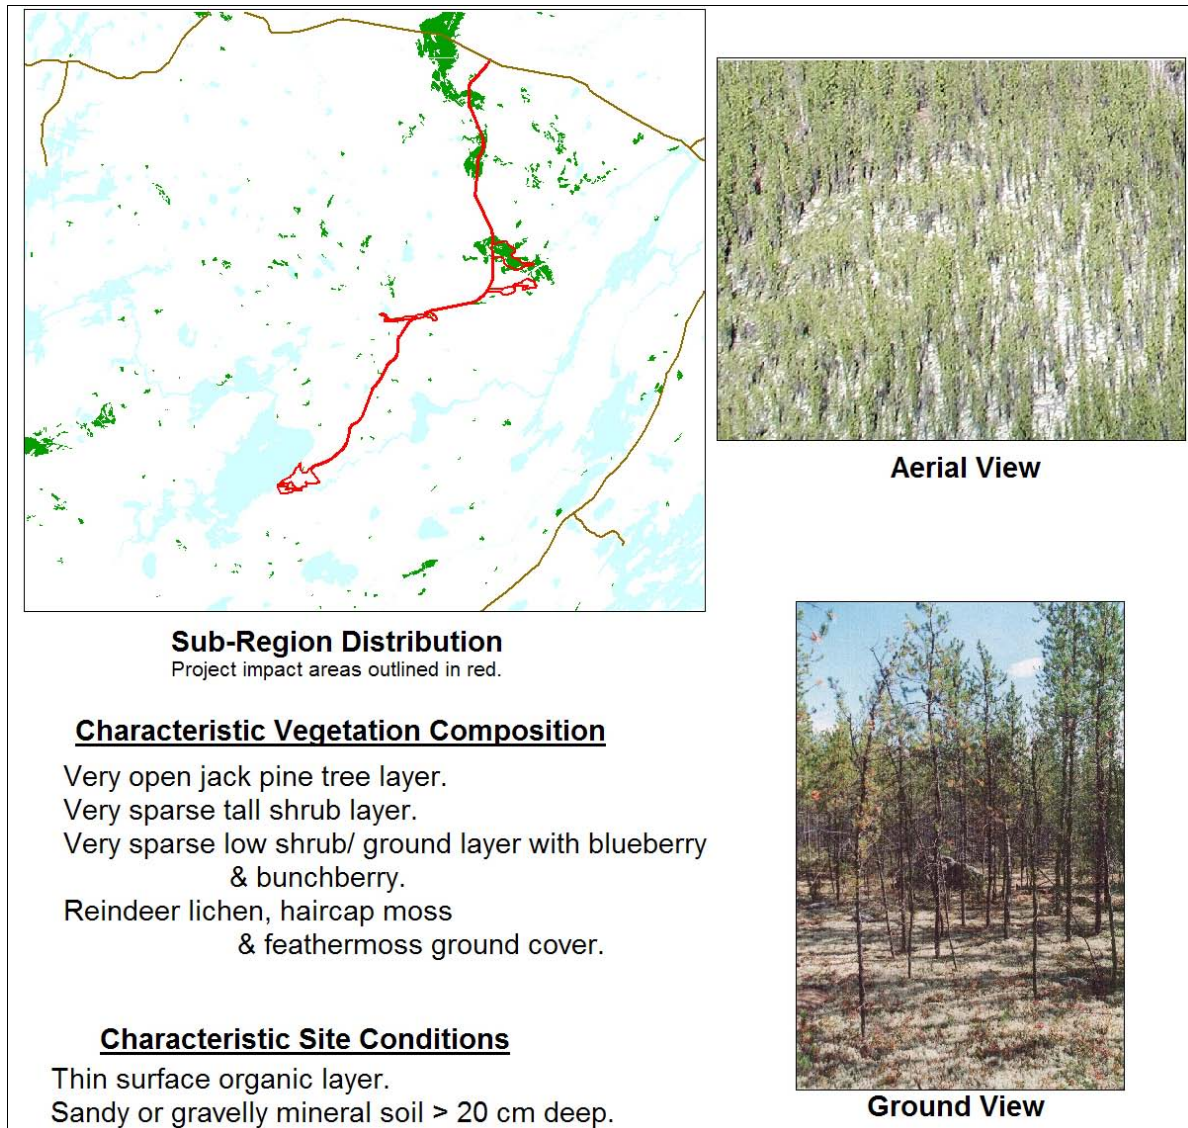 Aerial View
Sub-Region Distribution
Project impact areas outlined in red.
Characteristic Vegetation Composition
Very open jack pine tree layer.
Very sparse tall shrub layer.
Very sparse low shrub/ ground layer with blueberry
& bunchberry.
Reindeer lichen, haircap moss
& feathermoss ground cover.
Characteristic Site Conditions
Thin surface organic layer.
Sandy or gravelly mineral soil > 20 cm deep.
Ground View